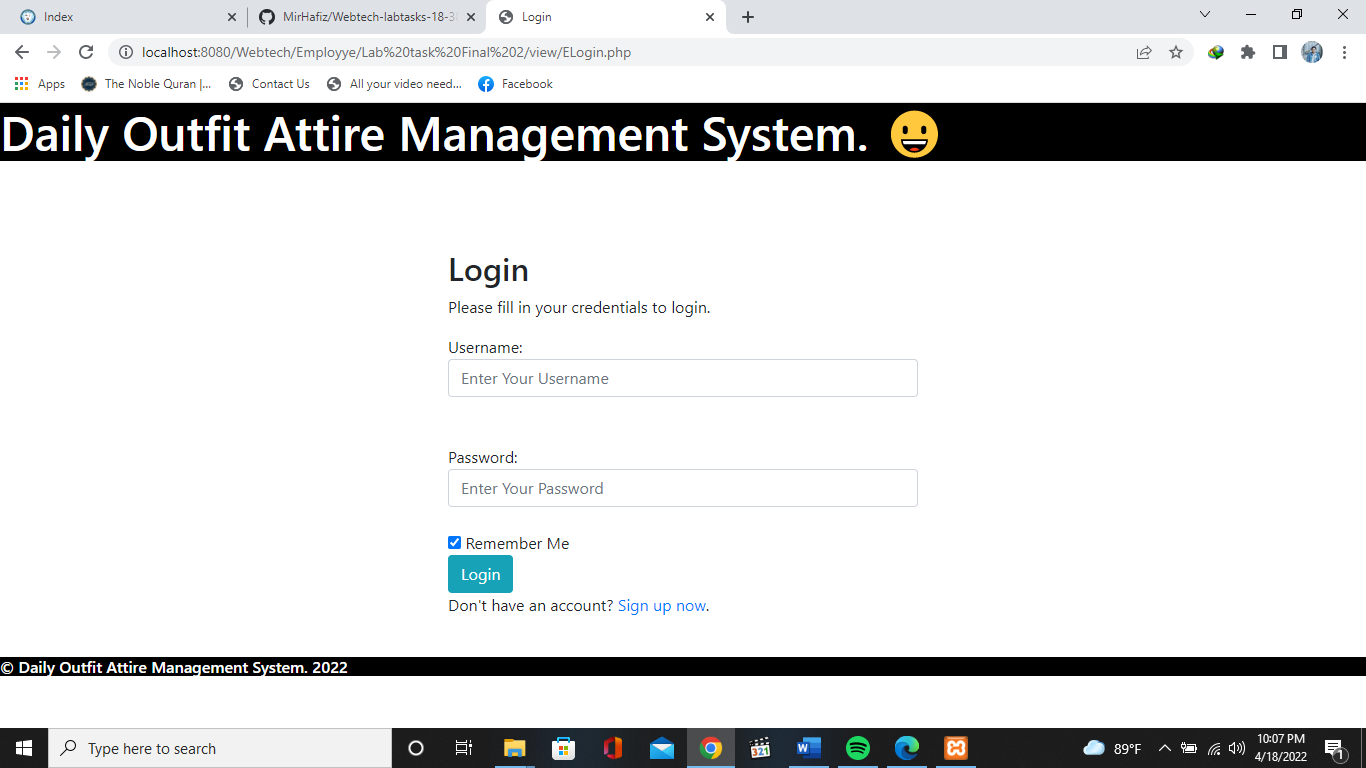 Index
MirHafiz/Webtech-labtasks-18-3
Login
localhost:8080/Webtech/Employye/Lab%20task%20Final%202/view/ELogin.php
Apps
The Noble Quran |...
Contact Us
All your video need...
Facebook
Daily Outfit Attire Management System. 😀
Login
Please fill in your credentials to login.
Username:
Enter Your Username
Password:
Enter Your Password
Remember Me
Login
Don't have an account? Sign up now.
© Daily Outfit Attire Management System. 2022
Type here to search
321
W
89°F
10:07 PM
4/18/2022
1